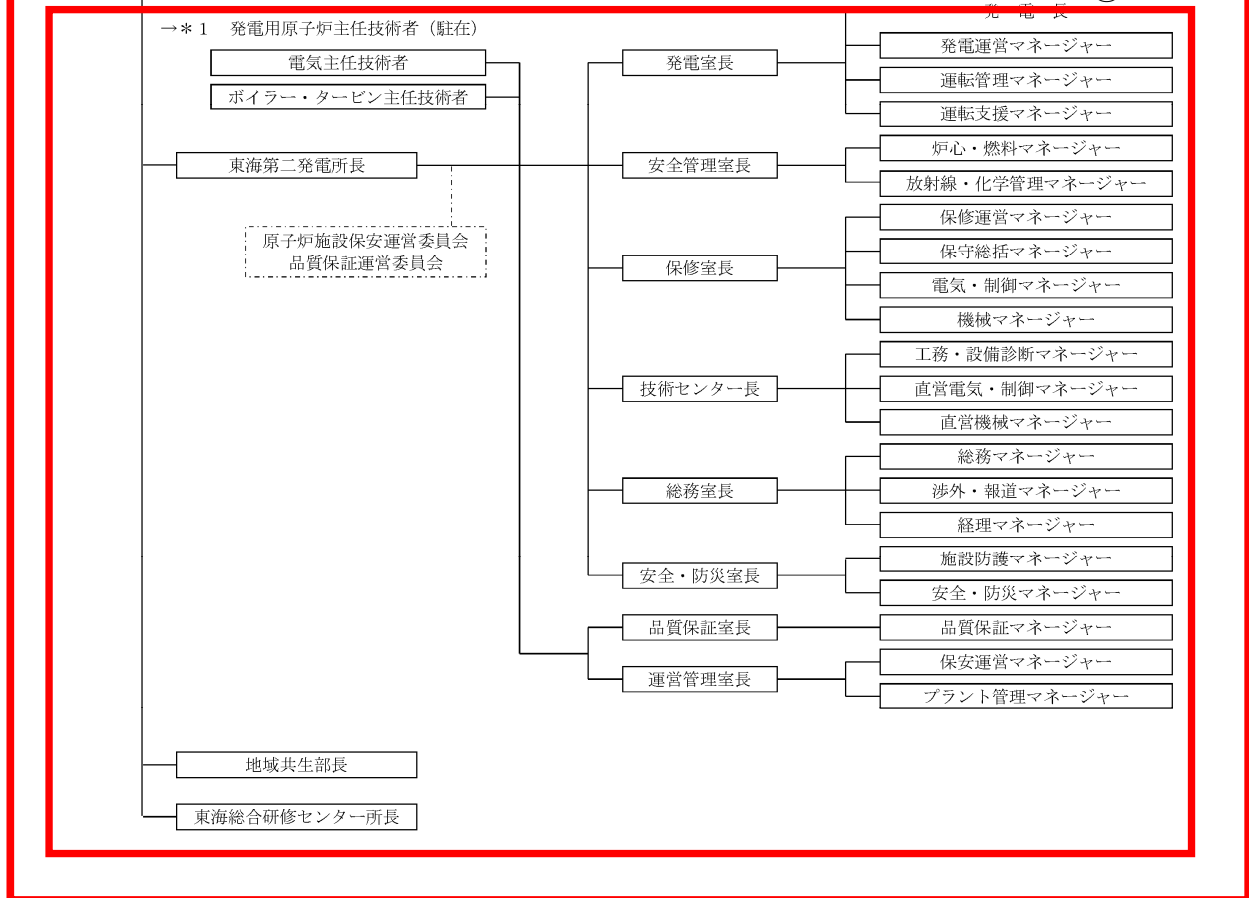 発電長
→＊1　発電用原子炉主任技術者（駐在）
電気主任技術者
ボイラー・タービン主任技術者
東海第二発電所長
原子炉施設保安運営委員会
品質保証運営委員会
発電室長
発電運営マネージャー
運転管理マネージャー
運転支援マネージャー
安全管理室長
炉心・燃料マネージャー
放射線・化学管理マネージャー
保修室長
保修運営マネージャー
保守総括マネージャー
電気・制御マネージャー
機械マネージャー
技術センター長
工務・設備診断マネージャー
直営電気・制御マネージャー
直営機械マネージャー
総務室長
総務マネージャー
渉外・報道マネージャー
経理マネージャー
安全・防災室長
施設防護マネージャー
安全・防災マネージャー
品質保証室長
品質保証マネージャー
運営管理室長
保安運営マネージャー
プラント管理マネージャー
地域共生部長
東海総合研修センター所長